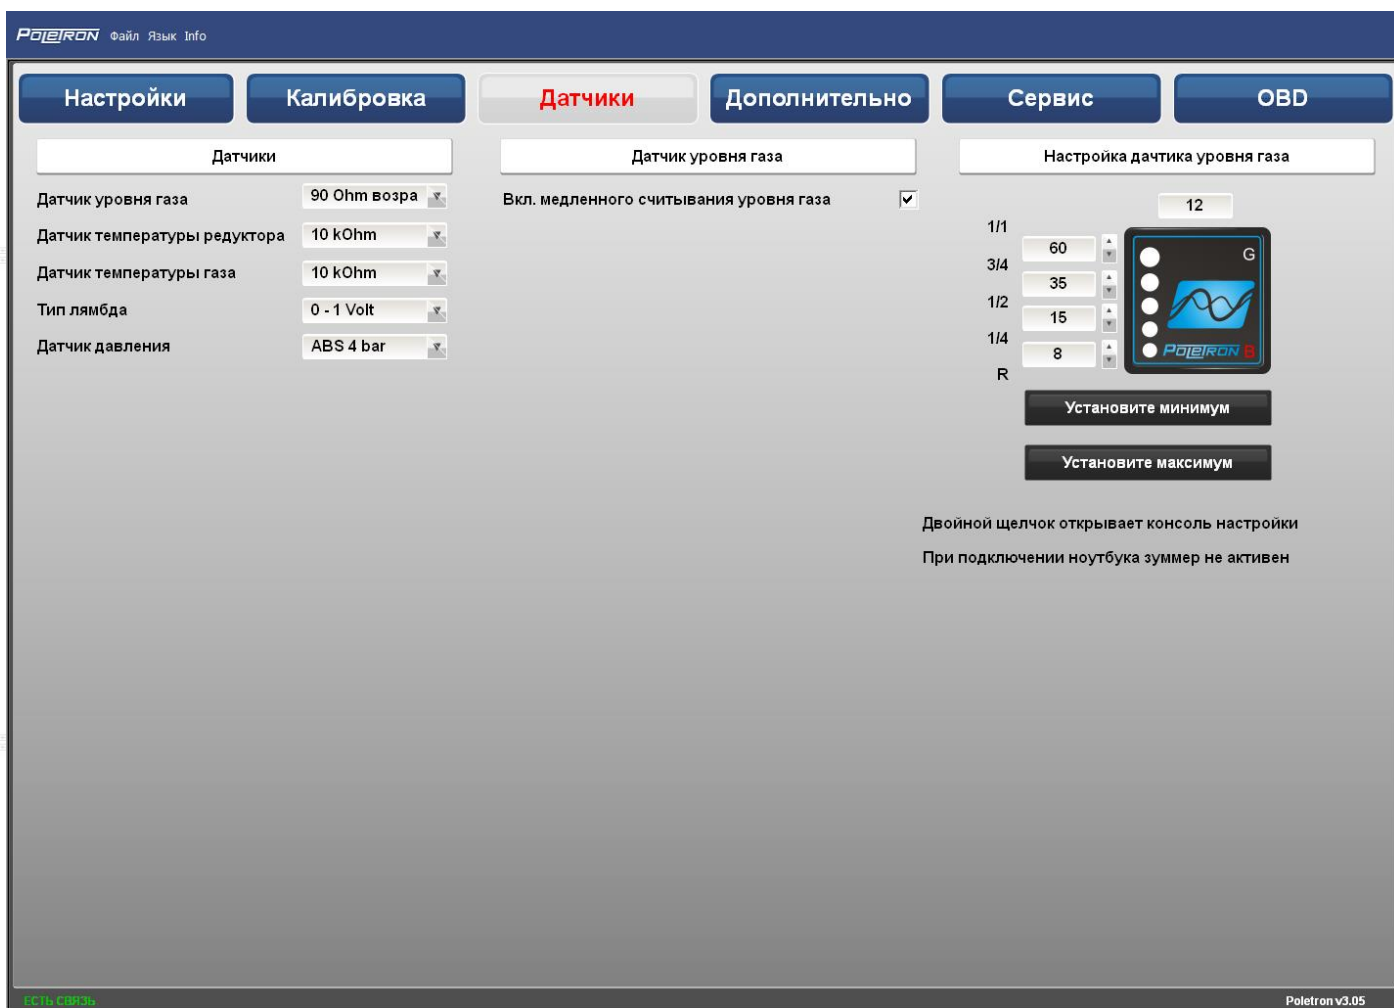 POLETRON Файл Язык Info
Настройки Калибровка Датчики Дополнительно Сервис OBD
Датчики
Датчик уровня газа 90 Ohm возра
Датчик температуры редуктора 10 kOhm
Датчик температуры газа 10 kOhm
Тип лямбда 0 - 1 Volt
Датчик давления ABS 4 bar
Датчик уровня газа
Вкл. медленного считывания уровня газа
Настройка дачтика уровня газа
12
1/1
60
3/4
35
1/2
15
1/4
8
R
G
POLETRON B
Установите минимум
Установите максимум
Двойной щелчок открывает консоль настройки
При подключении ноутбука зуммер не активен
ЕСТЬ СВЯЗЬ Poletron v3.05